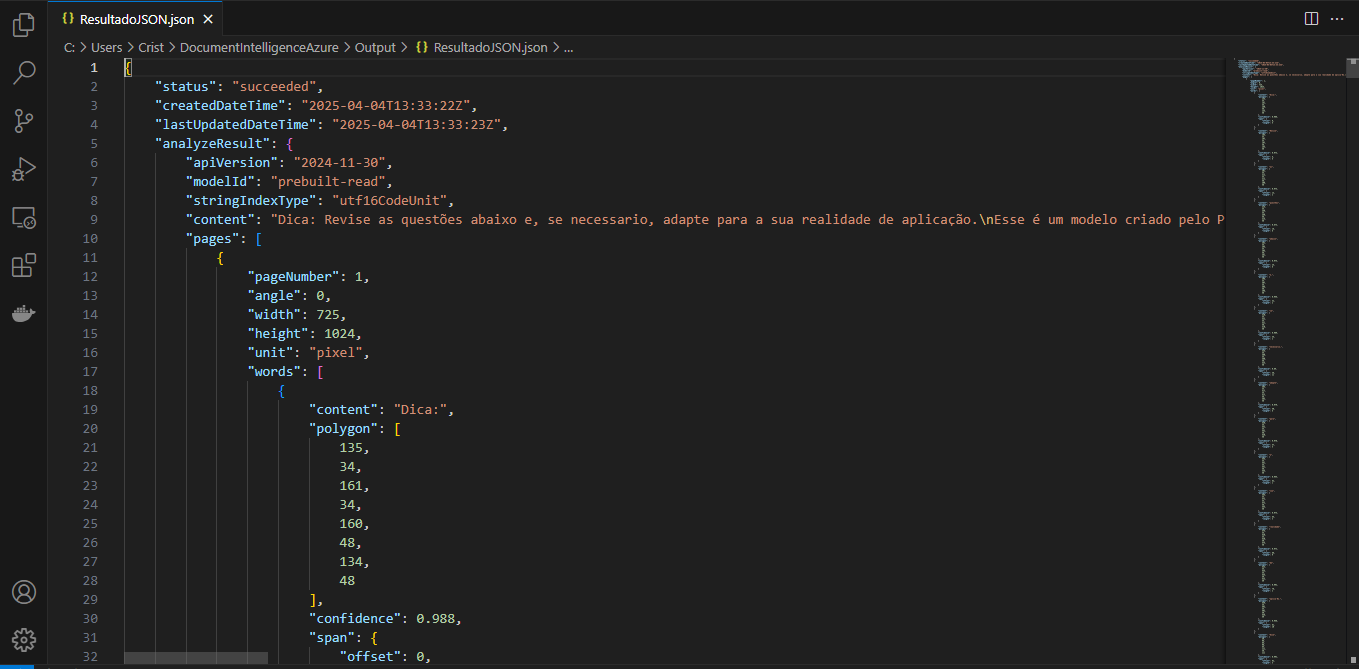 {} ResultadoJSON.json ×
C: > Users > Crist > DocumentIntelligenceAzure > Output > {} ResultadoJSON.json > ...
1 {
2 "status": "succeeded",
3 "createdDateTime": "2025-04-04T13:33:22Z",
4 "lastUpdatedDateTime": "2025-04-04T13:33:23Z",
5 "analyzeResult": {
6 "apiVersion": "2024-11-30",
7 "modelId": "prebuilt-read",
8 "stringIndexType": "utf16CodeUnit",
9 "content": "Dica: Revise as questões abaixo e, se necessario, adapte para a sua realidade de aplicação.\nEsse é um modelo criado pelo P
10 "pages": [
11 {
12 "pageNumber": 1,
13 "angle": 0,
14 "width": 725,
15 "height": 1024,
16 "unit": "pixel",
17 "words": [
18 {
19 "content": "Dica:",
20 "polygon": [
21 135,
22 34,
23 161,
24 34,
25 160,
26 48,
27 134,
28 48
29 ],
30 "confidence": 0.988,
31 "span": {
32 "offset": 0,